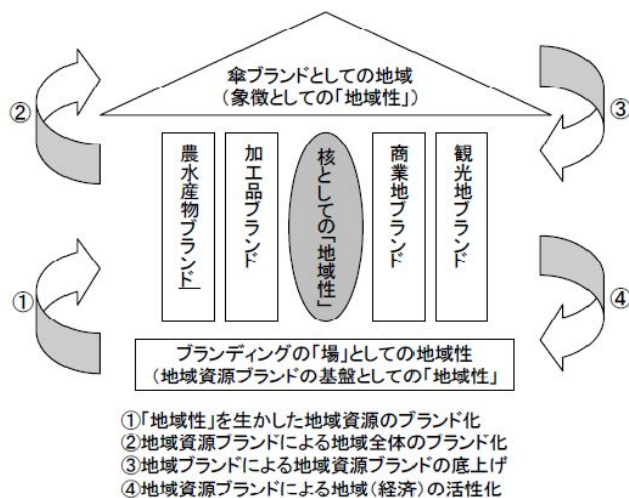 傘ブランドとしての地域
(象徴としての「地域性」)
②
③
農水産物ブランド
加工品ブランド
核としての「地域性」
商業地ブランド
観光地ブランド
①
④
ブランディングの「場」としての地域性
(地域資源ブランドの基盤としての「地域性」
①「地域性」を生かした地域資源のブランド化
②地域資源ブランドによる地域全体のブランド化
③地域ブランドによる地域資源ブランドの底上げ
④地域資源ブランドによる地域(経済)の活性化